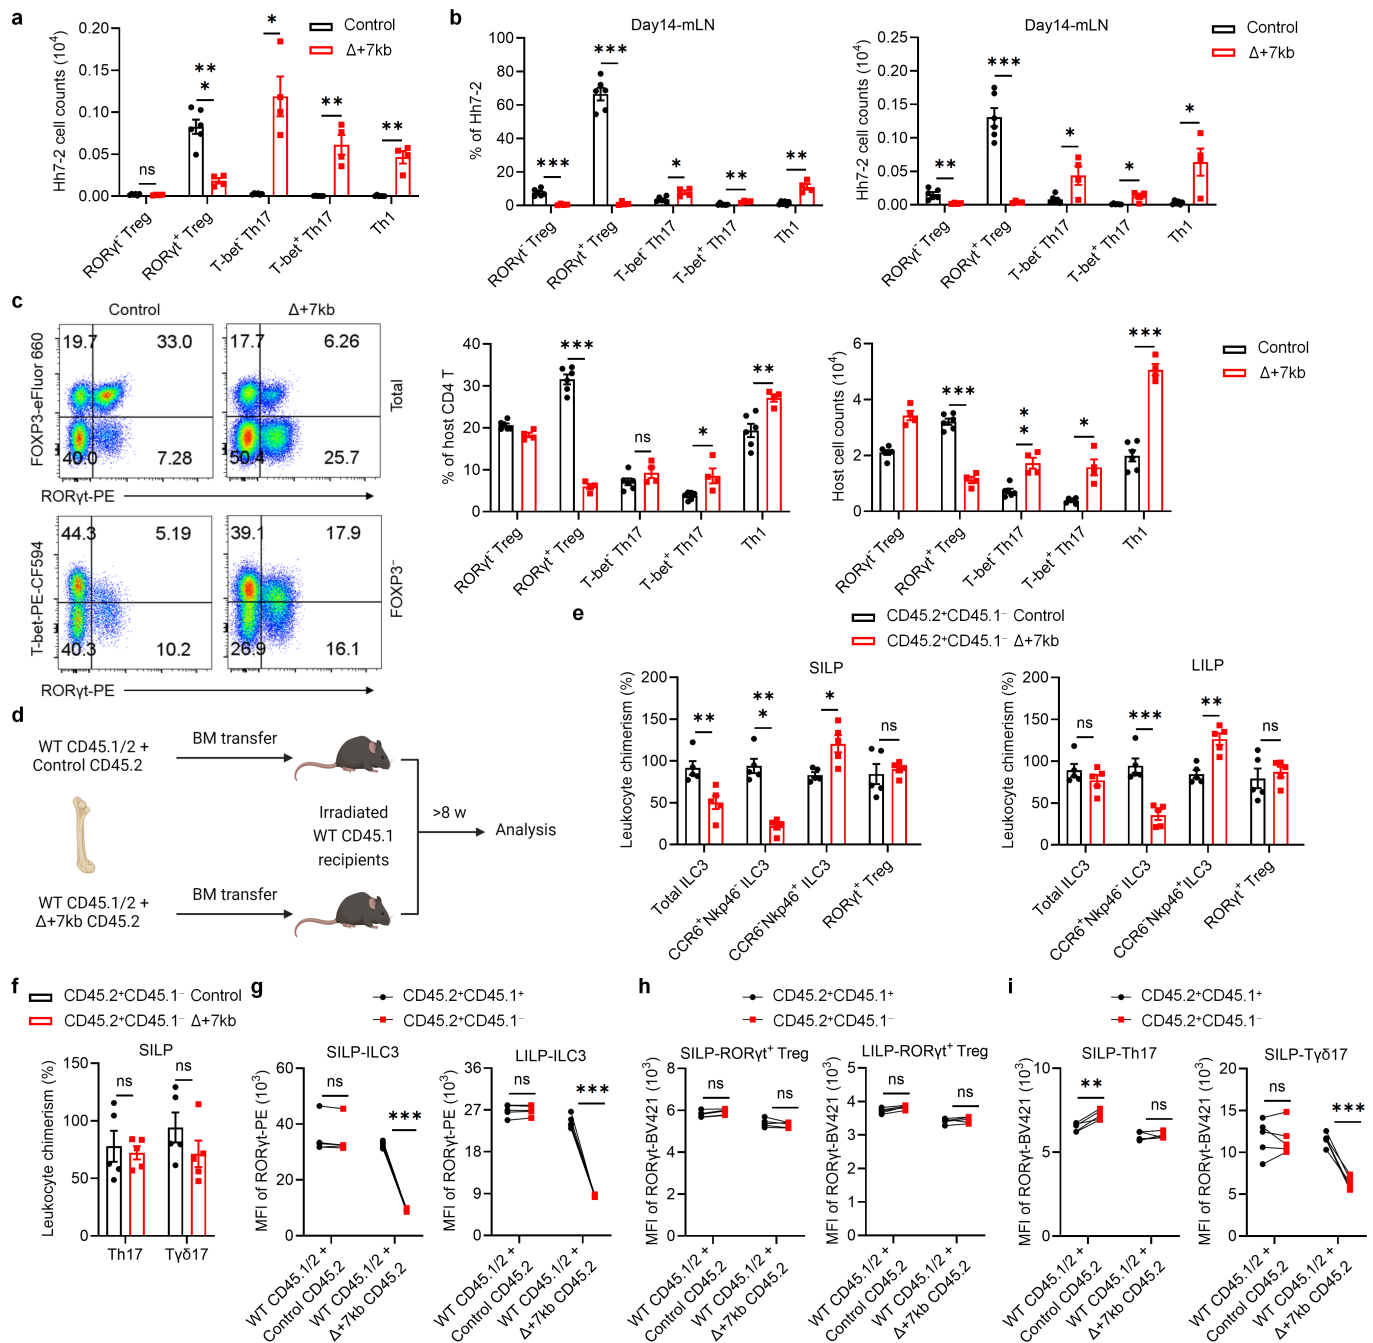 a
Hh7-2 cell counts (10⁴)
0.20
0.15
0.10
0.05
0.00
Control
Δ+7kb
ns
**
*
*
**
**
RORγt⁻ Treg
RORγt⁺ Treg
T-bet⁻ Th17
T-bet⁺ Th17
Th1
b
Day14-mLN
% of Hh7-2
100
80
60
40
20
0
***
***
*
**
**
RORγt⁻ Treg
RORγt⁺ Treg
T-bet⁻ Th17
T-bet⁺ Th17
Th1
Day14-mLN
Hh7-2 cell counts (10⁴)
0.25
0.20
0.15
0.10
0.05
0.00
**
***
*
*
*
Control
Δ+7kb
RORγt⁻ Treg
RORγt⁺ Treg
T-bet⁻ Th17
T-bet⁺ Th17
Th1
c
Control
Δ+7kb
FOXP3-eFluor 660
19.7
33.0
40.0
7.28
17.7
6.26
50.4
25.7
Total
RORγt-PE
T-bet-PE-CF594
44.3
5.19
40.3
10.2
39.1
17.9
26.9
16.1
FOXP3⁻
RORγt-PE
% of host CD4 T
40
30
20
10
0
***
ns
*
**
RORγt⁻ Treg
RORγt⁺ Treg
T-bet⁻ Th17
T-bet⁺ Th17
Th1
Host cell counts (10⁴)
6
4
2
0
***
*
*
*
***
Control
Δ+7kb
RORγt⁻ Treg
RORγt⁺ Treg
T-bet⁻ Th17
T-bet⁺ Th17
Th1
d
WT CD45.1/2 +
Control CD45.2
BM transfer
Irradiated
WT CD45.1
recipients
>8 w
Analysis
WT CD45.1/2 +
Δ+7kb CD45.2
BM transfer
e
CD45.2⁺CD45.1⁻ Control
CD45.2⁺CD45.1⁻ Δ+7kb
SILP
Leukocyte chimerism (%)
200
150
100
50
0
**
**
*
*
ns
Total ILC3
CCR6⁺Nkp46⁻ ILC3
CCR6⁻Nkp46⁺ ILC3
RORγt⁺ Treg
LILP
Leukocyte chimerism (%)
200
150
100
50
0
ns
***
**
ns
Total ILC3
CCR6⁺Nkp46⁻ ILC3
CCR6⁻Nkp46⁺ ILC3
RORγt⁺ Treg
f
CD45.2⁺CD45.1⁻ Control
CD45.2⁺CD45.1⁻ Δ+7kb
SILP
Leukocyte chimerism (%)
150
100
50
0
ns
ns
Th17
Tγδ17
g
CD45.2⁺CD45.1⁺
CD45.2⁺CD45.1⁻
SILP-ILC3
MFI of RORγt-PE (10³)
60
40
20
0
ns
***
WT CD45.1/2 +
Control CD45.2
WT CD45.1/2 +
Δ+7kb CD45.2
LILP-ILC3
MFI of RORγt-PE (10³)
36
27
18
9
0
ns
***
WT CD45.1/2 +
Control CD45.2
WT CD45.1/2 +
Δ+7kb CD45.2
h
CD45.2⁺CD45.1⁺
CD45.2⁺CD45.1⁻
SILP-RORγt⁺ Treg
MFI of RORγt-BV421 (10³)
8
6
4
2
0
ns
ns
WT CD45.1/2 +
Control CD45.2
WT CD45.1/2 +
Δ+7kb CD45.2
LILP-RORγt⁺ Treg
MFI of RORγt-BV421 (10³)
5
4
3
2
1
0
ns
ns
WT CD45.1/2 +
Control CD45.2
WT CD45.1/2 +
Δ+7kb CD45.2
i
CD45.2⁺CD45.1⁺
CD45.2⁺CD45.1⁻
SILP-Th17
MFI of RORγt-BV421 (10³)
10
5
0
**
ns
WT CD45.1/2 +
Control CD45.2
WT CD45.1/2 +
Δ+7kb CD45.2
SILP-Tγδ17
MFI of RORγt-BV421 (10³)
20
15
10
5
0
ns
***
WT CD45.1/2 +
Control CD45.2
WT CD45.1/2 +
Δ+7kb CD45.2